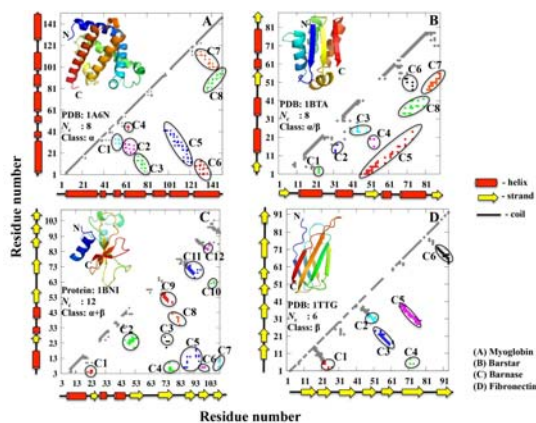 Residue number
A
141
121
101
81
61
41
21
1
N
C
PDB: 1A6N
Nc : 8
Class: α
C1
C2
C3
C4
C5
C6
C7
C8
1 21 41 61 81 101 121 141
B
81
71
61
51
41
31
21
11
1
N
C
PDB: 1BTA
Nc : 8
Class: α/β
C1
C2
C3
C4
C5
C6
C7
C8
1 11 21 31 41 51 61 71 81
- helix
- strand
- coil
C
103
93
83
73
63
53
43
33
23
13
3
N
C
Protein: 1BNI
Nc : 12
Class: α+β
C1
C2
C3
C4
C5
C6
C7
C8
C9
C10
C11
C12
3 13 23 33 43 53 63 73 83 93 103
D
91
81
71
61
51
41
31
21
11
1
N
C
PDB: 1TTG
Nc : 6
Class: β
C1
C2
C3
C4
C5
C6
1 11 21 31 41 51 61 71 81 91
(A) Myoglobin
(B) Barstar
(C) Barnase
(D) Fibronectin
Residue number